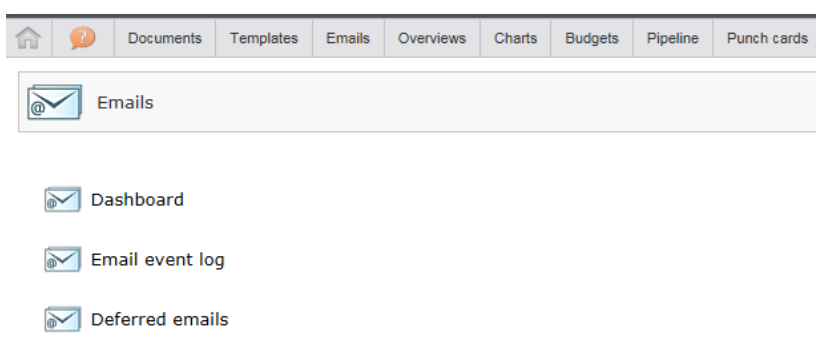 Documents Templates Emails Overviews Charts Budgets Pipeline Punch cards
@ Emails
@ Dashboard
@ Email event log
@ Deferred emails